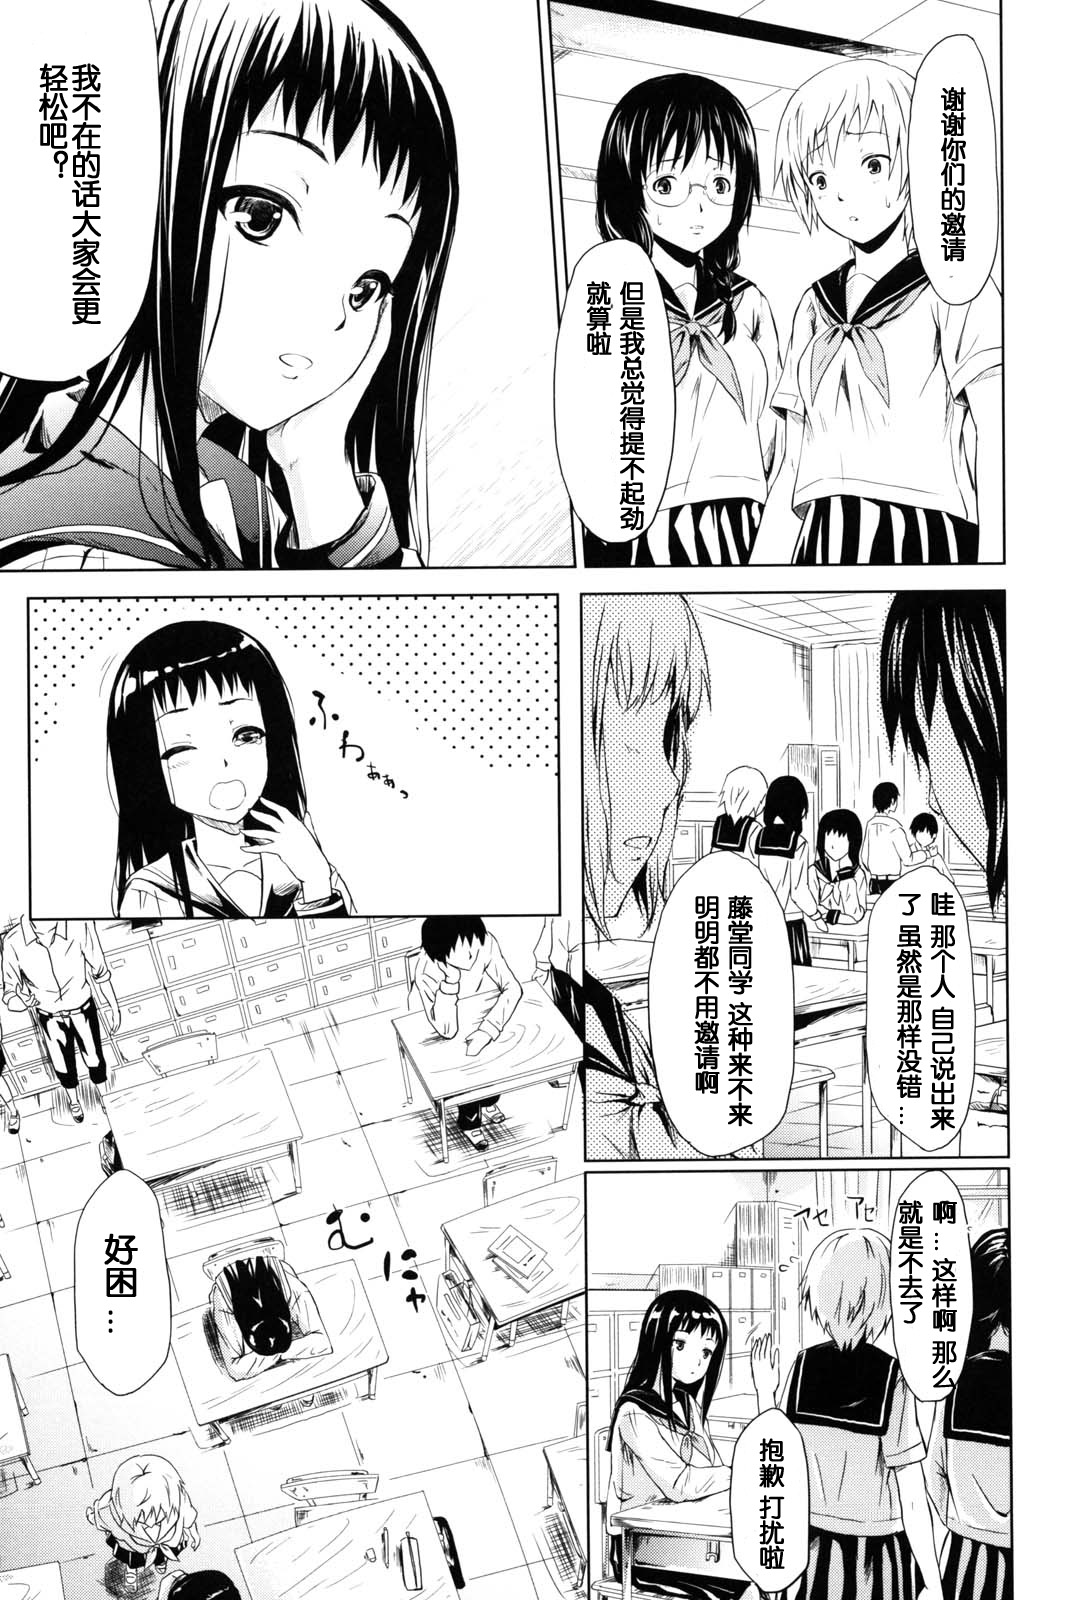 谢谢你们的邀请
但是我总觉得提不起劲
就算啦
我不在的话大家会更
轻松吧？
哇 那个人 自己说出来
了 虽然是那样没错…
藤堂同学 这种来不来
明明都不用邀请啊
ふわぁぁっ
アセ
アセ
啊…这样啊 那么
就是不去了
抱歉 打扰啦
むにゃ
好困…